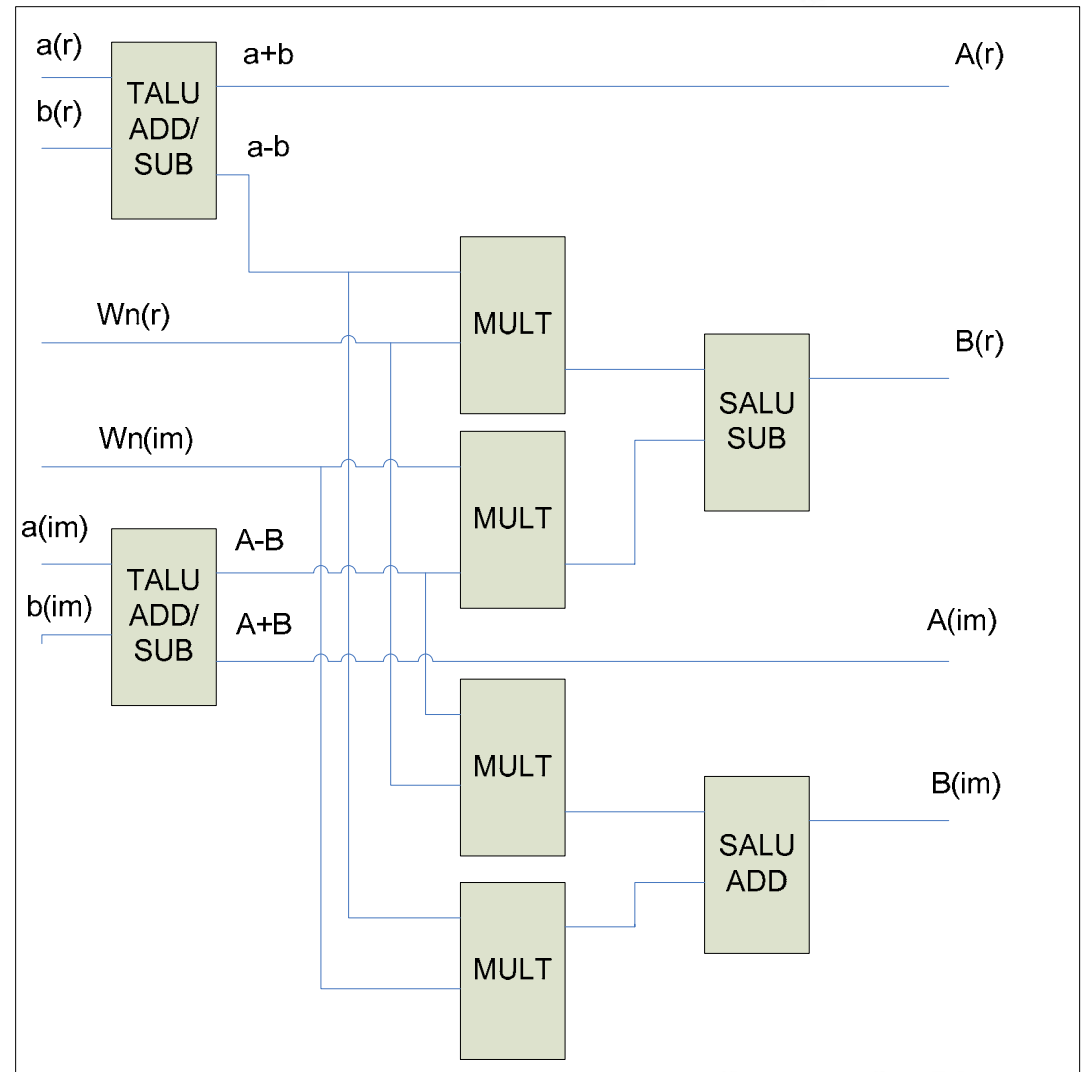 a(r)
a+b
A(r)
TALU
ADD/
SUB
b(r)
a-b
Wn(r)
MULT
B(r)
SALU
SUB
Wn(im)
MULT
a(im)
A-B
TALU
ADD/
SUB
b(im)
A+B
A(im)
MULT
B(im)
SALU
ADD
MULT